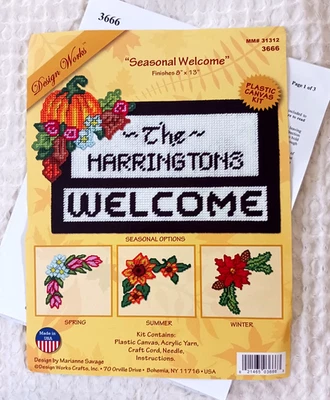 3666
Page 1 of 3
Design Works™
MM# 31312
"Seasonal Welcome"
3666
Finishes 8" x 13"
PLASTIC
CANVAS
KIT
~The~
HARRINGTONS
WELCOME
SEASONAL OPTIONS
SPRING
SUMMER
WINTER
Made in
USA
Kit Contains:
Plastic Canvas, Acrylic Yarn,
Craft Cord, Needle,
Instructions.
Design by Marianne Savage
©Design Works Crafts, Inc. • 70 Orville Drive • Bohemia, NY 11716 • USA